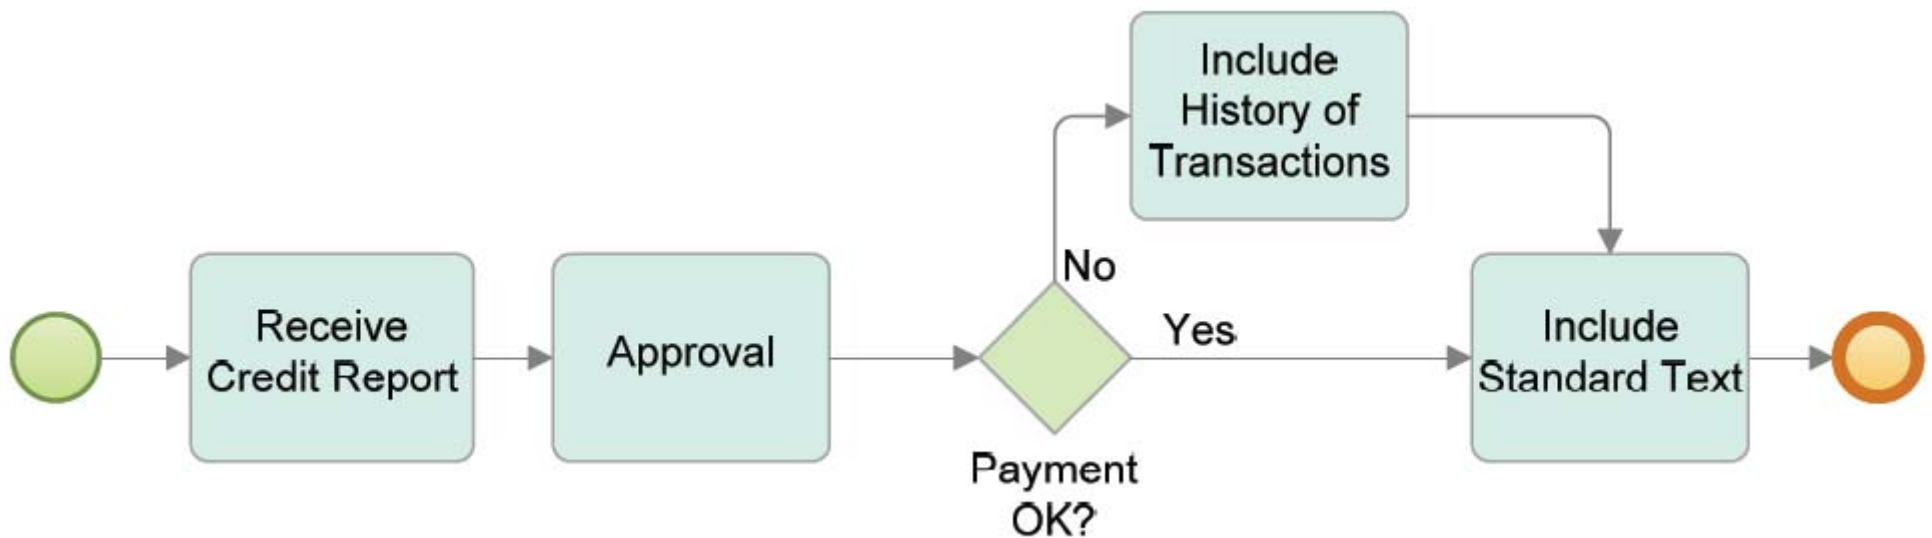 Include
History of
Transactions
No
Yes
Receive
Credit Report
Approval
Include
Standard Text
Payment
OK?